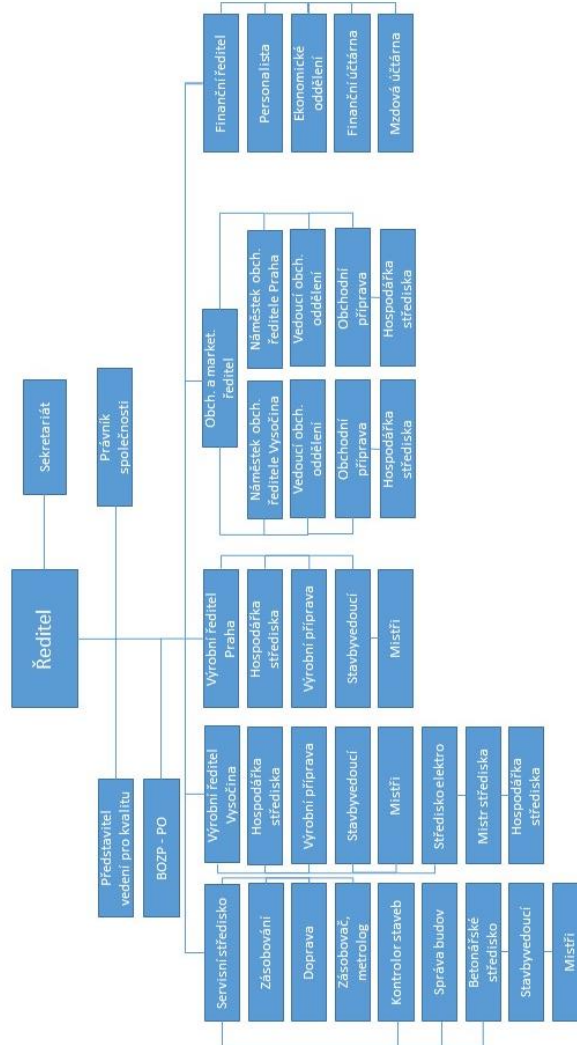 Ředitel
Sekretariát
Právník
společnosti
Představitel
vedení pro kvalitu
BOZP - PO
Servisní středisko
Zásobování
Doprava
Zásobovač,
metrolog
Kontrolor staveb
Správa budov
Betonářské
středisko
Stavbyvedoucí
Mistři
Výrobní ředitel
Vysočina
Hospodářka
střediska
Výrobní příprava
Stavbyvedoucí
Mistři
Středisko elektro
Mistr střediska
Hospodářka
střediska
Výrobní ředitel
Praha
Hospodářka
střediska
Výrobní příprava
Stavbyvedoucí
Mistři
Obch. a market.
ředitel
Náměstek obch.
ředitele Vysočina
Vedoucí obch.
oddělení
Obchodní
příprava
Hospodářka
střediska
Náměstek obch.
ředitele Praha
Vedoucí obch.
oddělení
Obchodní
příprava
Hospodářka
střediska
Finanční ředitel
Personalista
Ekonomické
oddělení
Finanční účtárna
Mzdová účtárna